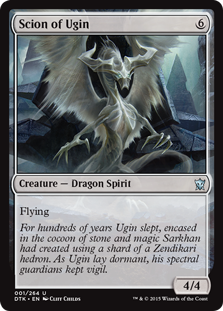 Scion of Ugin 6
Creature — Dragon Spirit
Flying
For hundreds of years Ugin slept, encased
in the cocoon of stone and magic Sarkhan
had created using a shard of a Zendikari
hedron. As Ugin lay dormant, his spectral
guardians kept vigil.
4/4
001/264 U
DTK • EN Cliff Childs
™ & © 2015 Wizards of the Coast